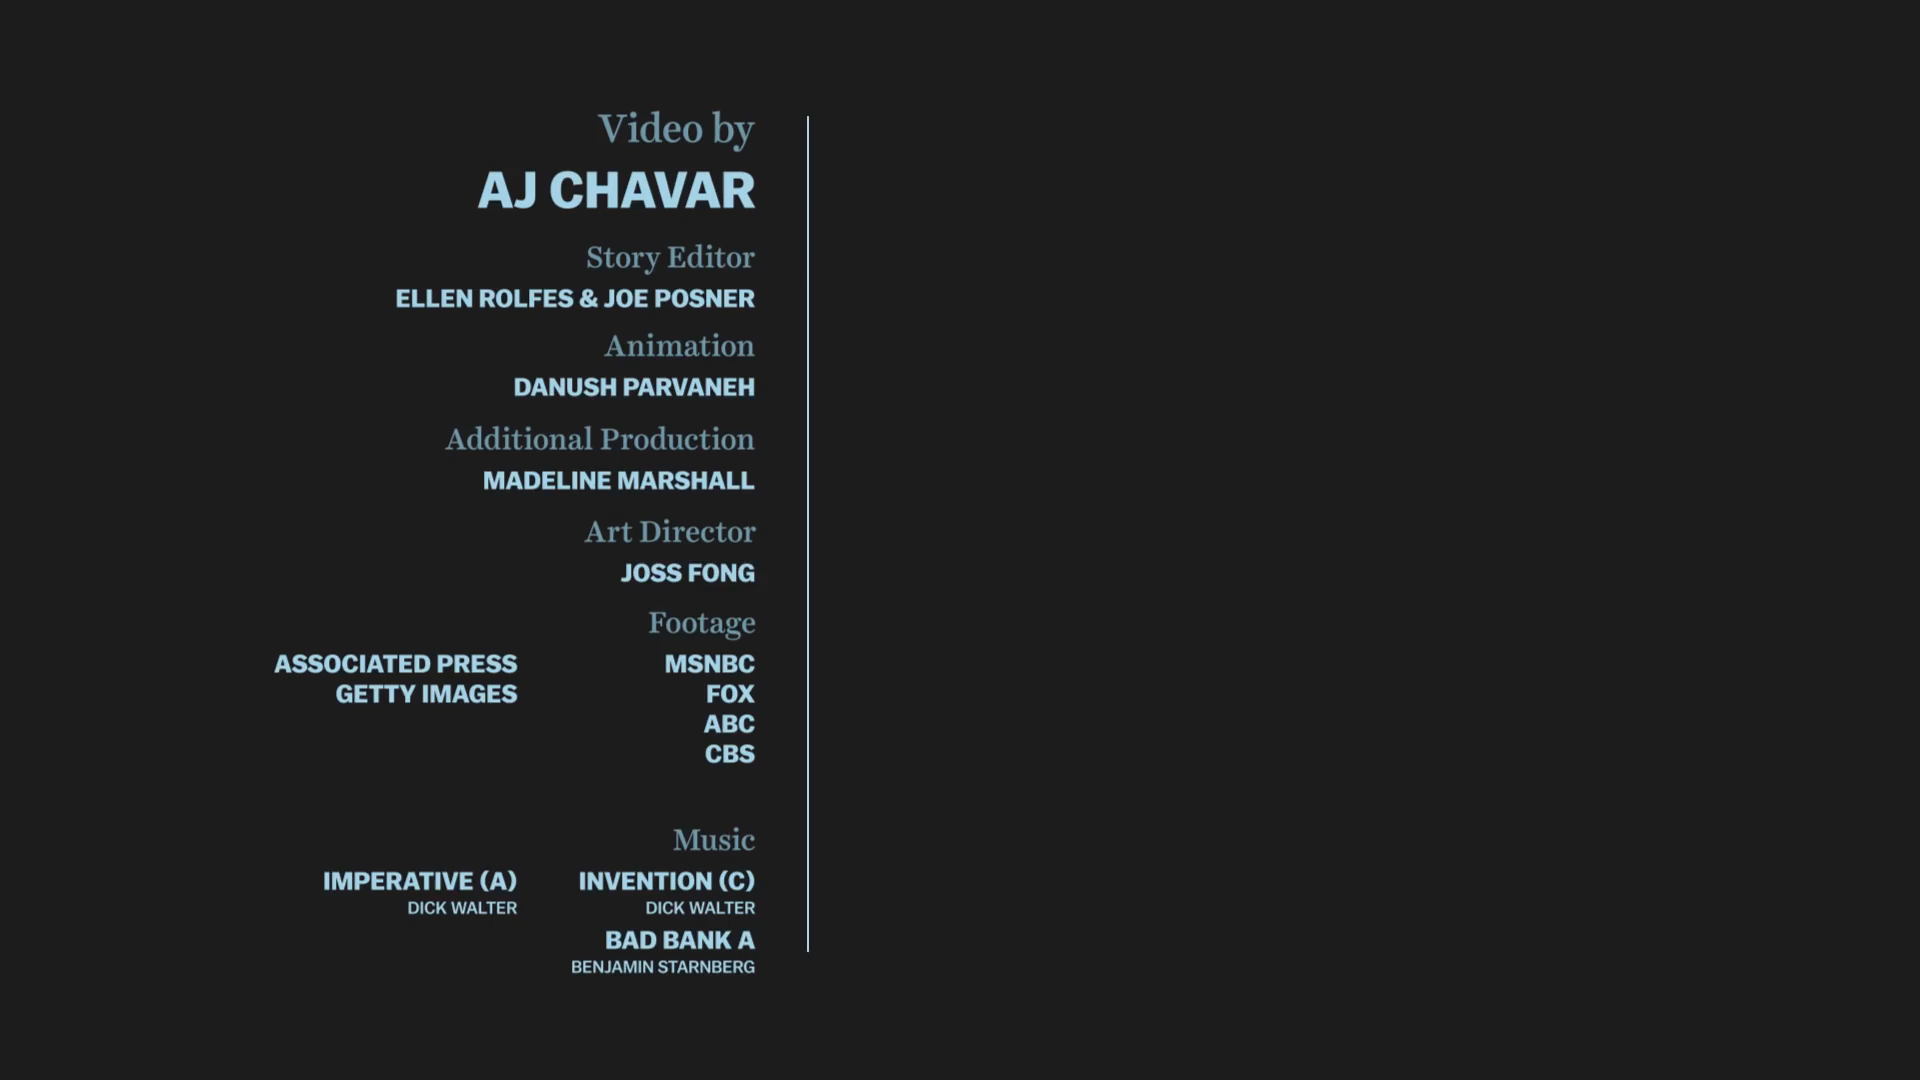 Video by
AJ CHAVAR
Story Editor
ELLEN ROLFES & JOE POSNER
Animation
DANUSH PARVANEH
Additional Production
MADELINE MARSHALL
Art Director
JOSS FONG
Footage
ASSOCIATED PRESS
GETTY IMAGES
MSNBC
FOX
ABC
CBS
Music
IMPERATIVE (A)
DICK WALTER
INVENTION (C)
DICK WALTER
BAD BANK A
BENJAMIN STARNBERG